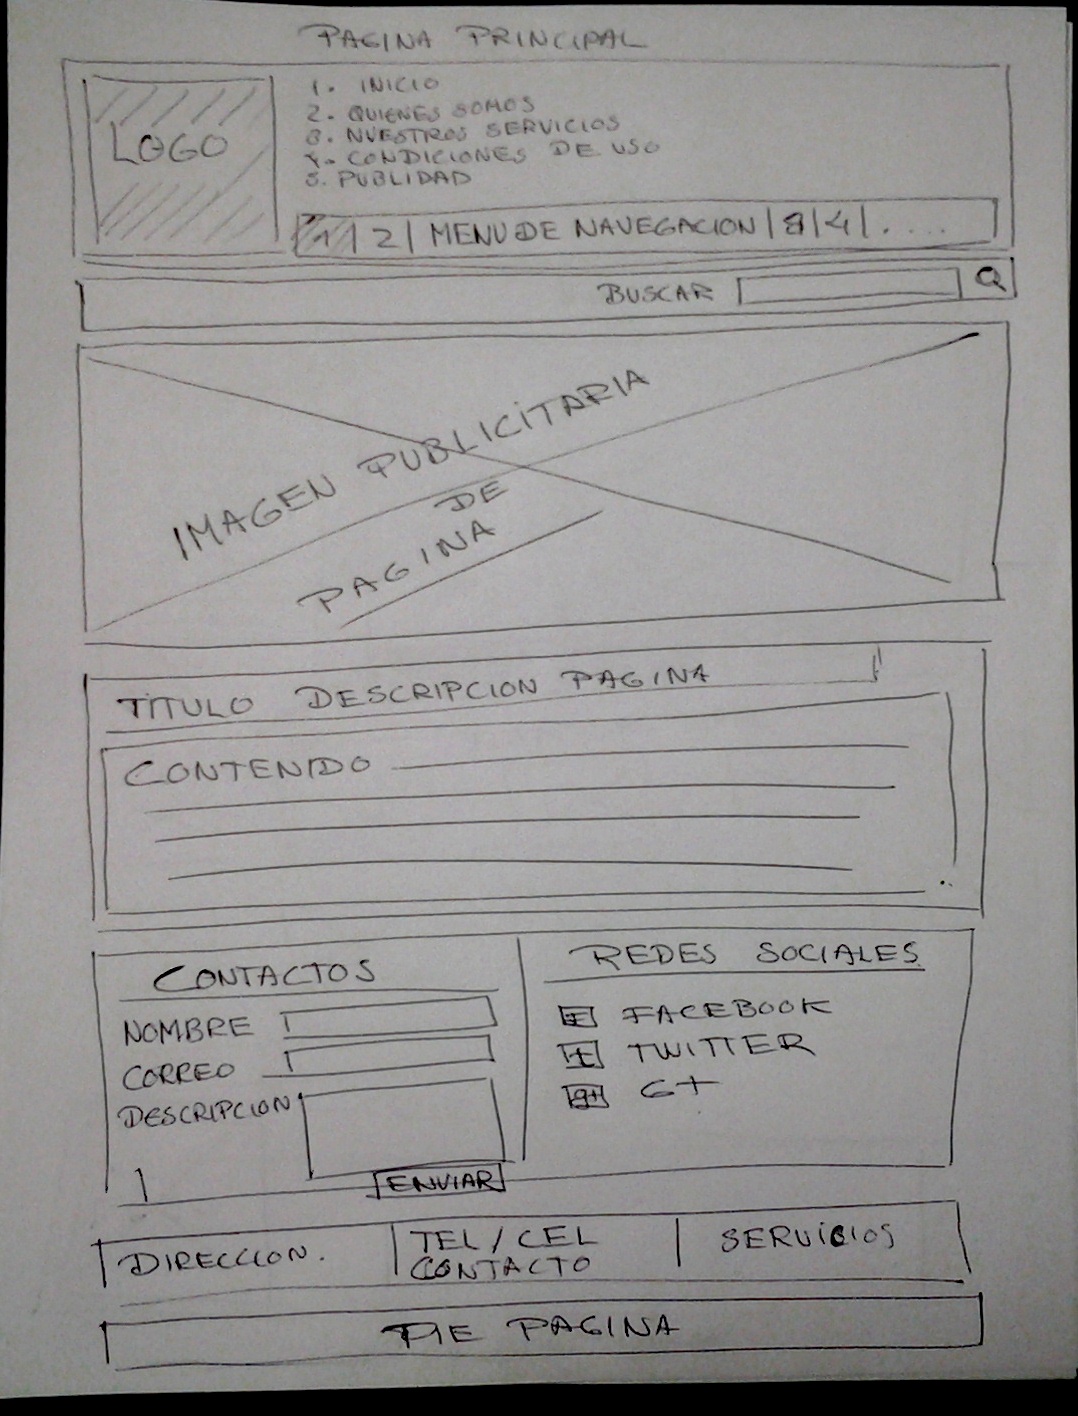 PAGINA PRINCIPAL
LOGO
1. INICIO
2. QUIENES SOMOS
3. NUESTROS SERVICIOS
4. CONDICIONES DE USO
5. PUBLIDAD
1 | 2 | MENU DE NAVEGACION | 3 | 4 | . . . .
BUSCAR
IMAGEN PUBLICITARIA
DE
PAGINA
TITULO DESCRIPCION PAGINA
CONTENIDO
CONTACTOS
NOMBRE
CORREO
DESCRIPCION
ENVIAR
REDES SOCIALES
F FACEBOOK
t TWITTER
g+ G+
DIRECCION.
TEL/CEL
CONTACTO
SERVICIOS
PIE PAGINA